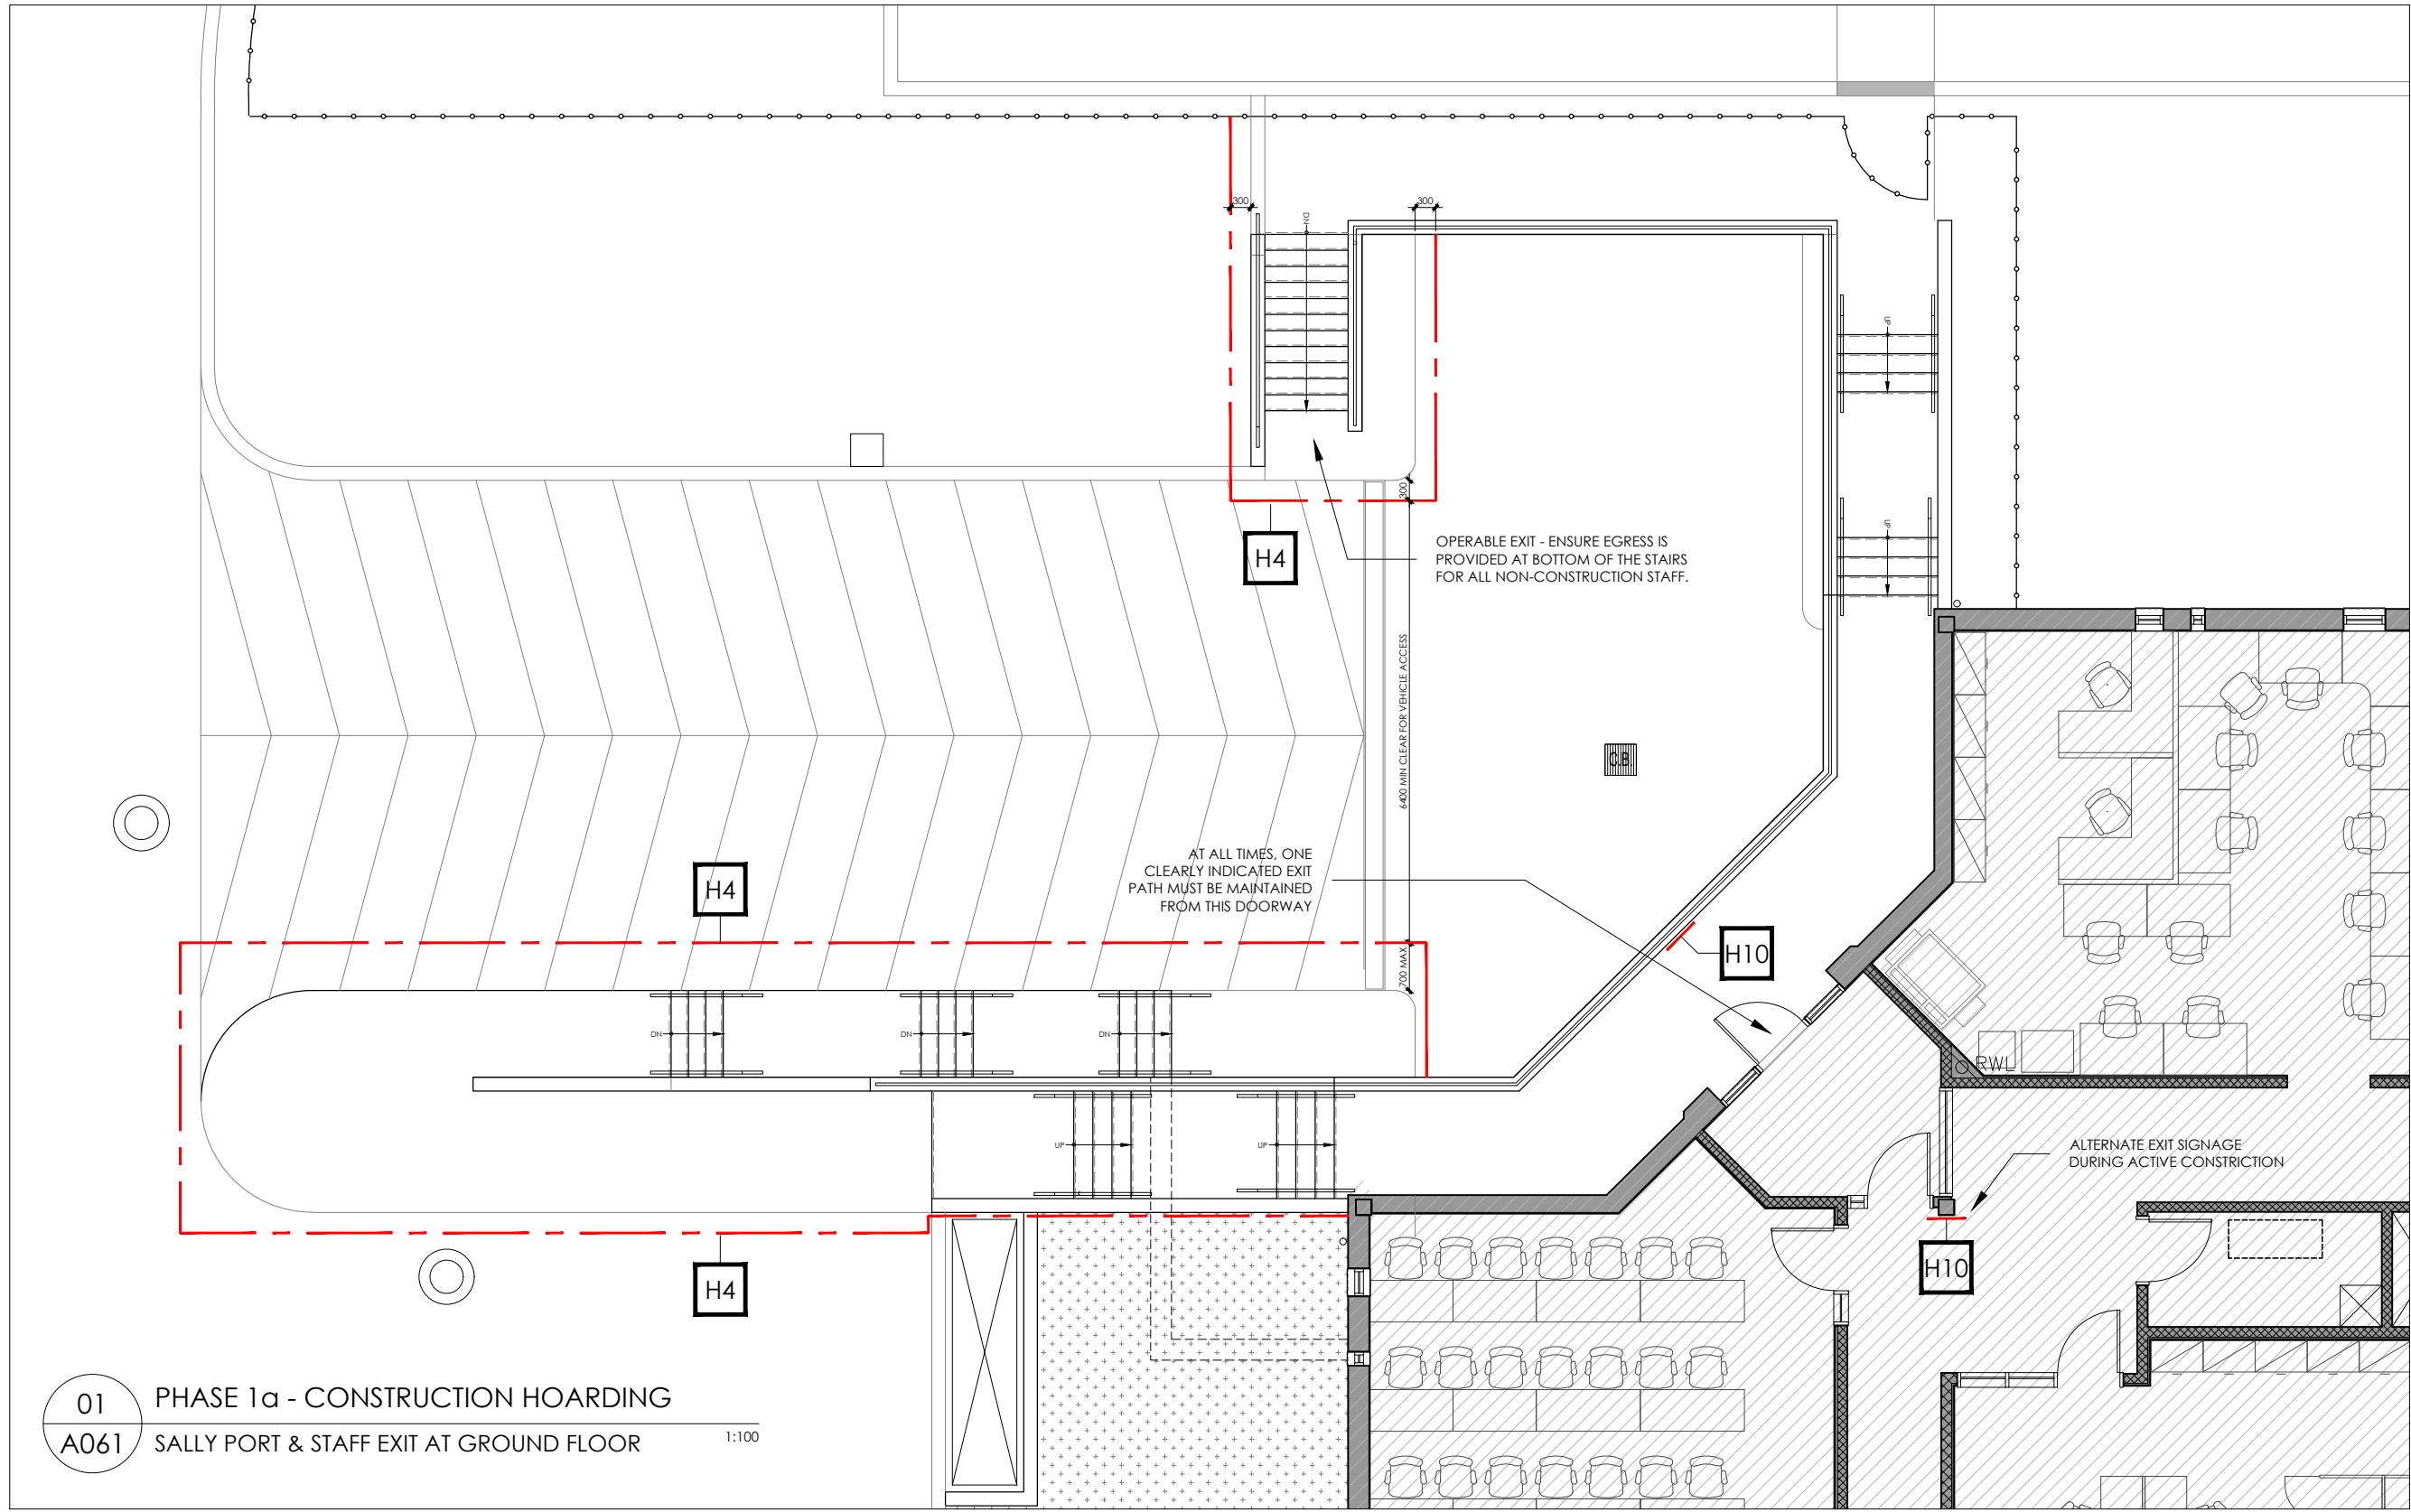 300
300
DN
UP
300
H4
OPERABLE EXIT - ENSURE EGRESS IS
PROVIDED AT BOTTOM OF THE STAIRS
FOR ALL NON-CONSTRUCTION STAFF.
UP
6400 MIN CLEAR FOR VEHICLE ACCESS
C.B.
AT ALL TIMES, ONE
CLEARLY INDICATED EXIT
PATH MUST BE MAINTAINED
FROM THIS DOORWAY
H4
H10
700 MAX
DN
DN
DN
RWL
UP
UP
ALTERNATE EXIT SIGNAGE
DURING ACTIVE CONSTRICTION
H10
H4
01
A061
PHASE 1a - CONSTRUCTION HOARDING
SALLY PORT & STAFF EXIT AT GROUND FLOOR
1:100